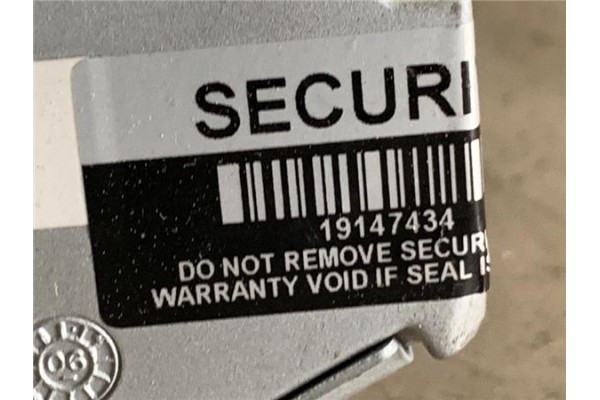 SECURI
19147434
DO NOT REMOVE SECURI
WARRANTY VOID IF SEAL IS
06